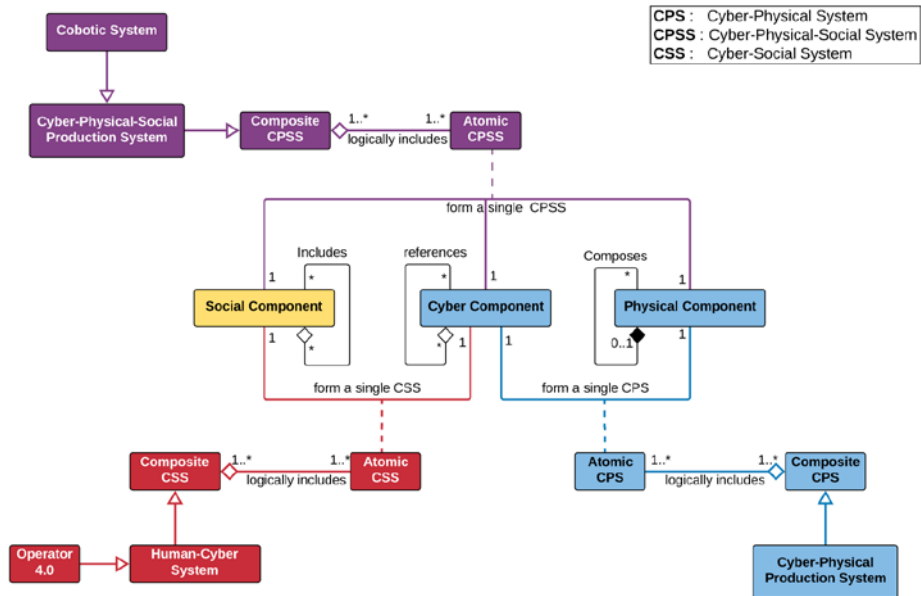 Cobotic System
CPS : Cyber-Physical System
CPSS : Cyber-Physical-Social System
CSS : Cyber-Social System
Cyber-Physical-Social
Production System
Composite
CPSS
1..*
1..*
logically includes
Atomic
CPSS
form a single CPSS
Includes
references
Composes
1
*
*
1
*
1
Social Component
Cyber Component
Physical Component
1
*
*
1
1
0..1
1
form a single CSS
form a single CPS
Composite
CSS
1..*
1..*
logically includes
Atomic
CSS
Atomic
CPS
1..*
1..*
logically includes
Composite
CPS
Operator
4.0
Human-Cyber
System
Cyber-Physical
Production System